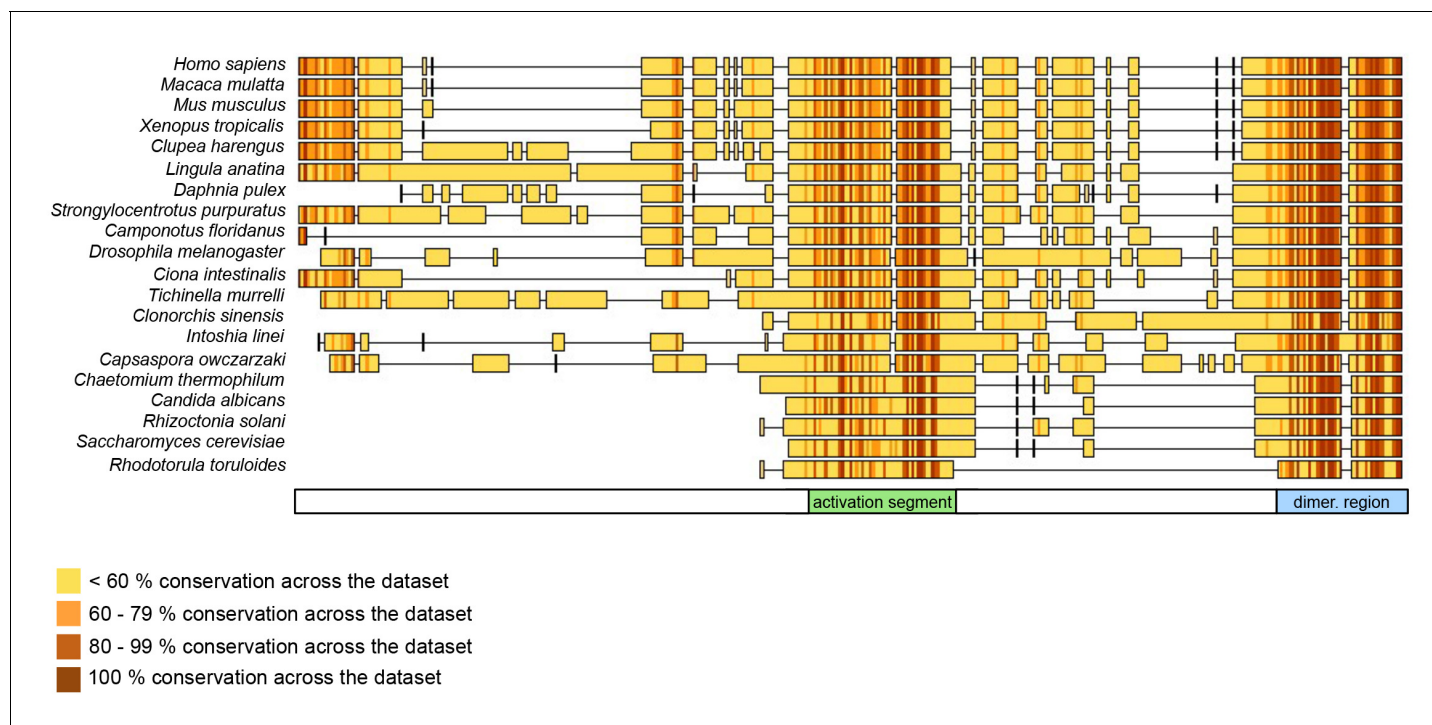 Homo sapiens
Macaca mulatta
Mus musculus
Xenopus tropicalis
Clupea harengus
Lingula anatina
Daphnia pulex
Strongylocentrotus purpuratus
Camponotus floridanus
Drosophila melanogaster
Ciona intestinalis
Tichinella murrelli
Clonorchis sinensis
Intoshia linei
Capsaspora owczarzaki
Chaetomium thermophilum
Candida albicans
Rhizoctonia solani
Saccharomyces cerevisiae
Rhodotorula toruloides
activation segment dimer. region
< 60 % conservation across the dataset
60 - 79 % conservation across the dataset
80 - 99 % conservation across the dataset
100 % conservation across the dataset